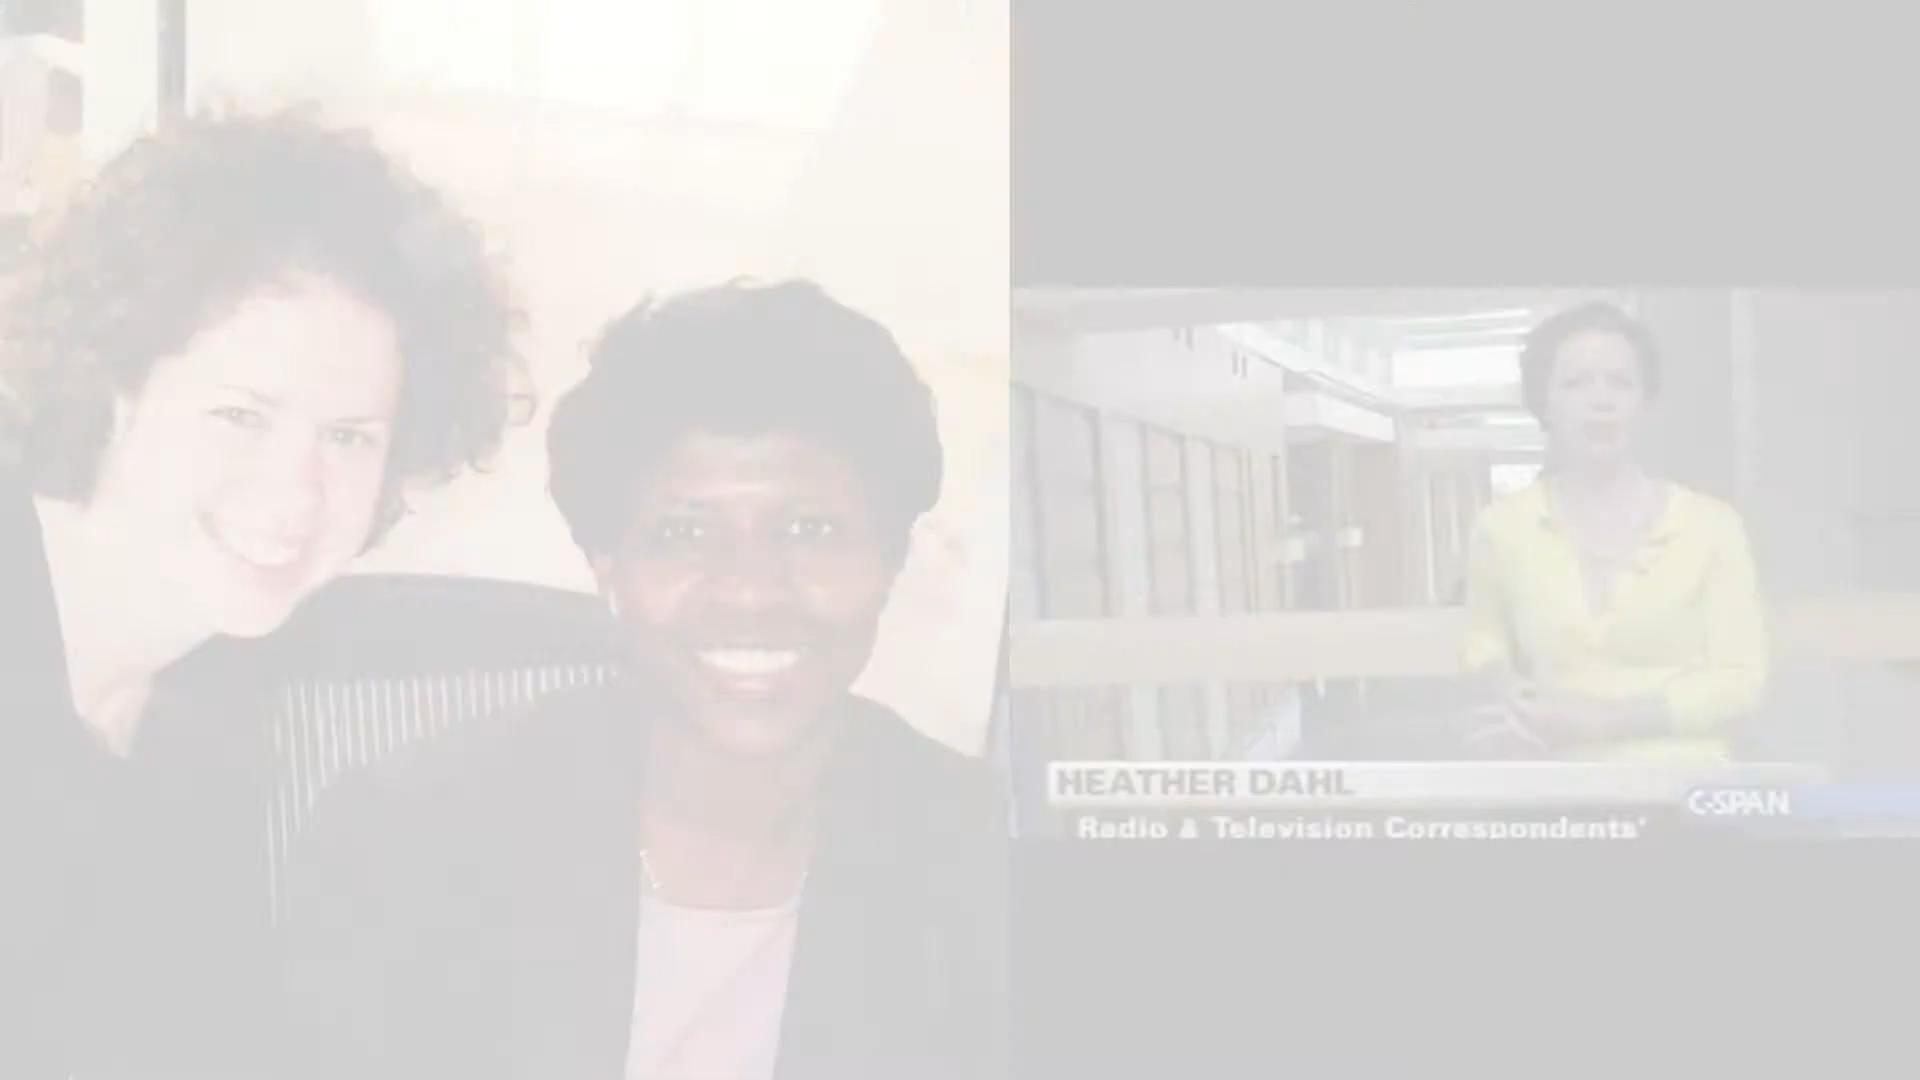 HEATHER DAHL
C-SPAN
Radio & Television Correspondents'